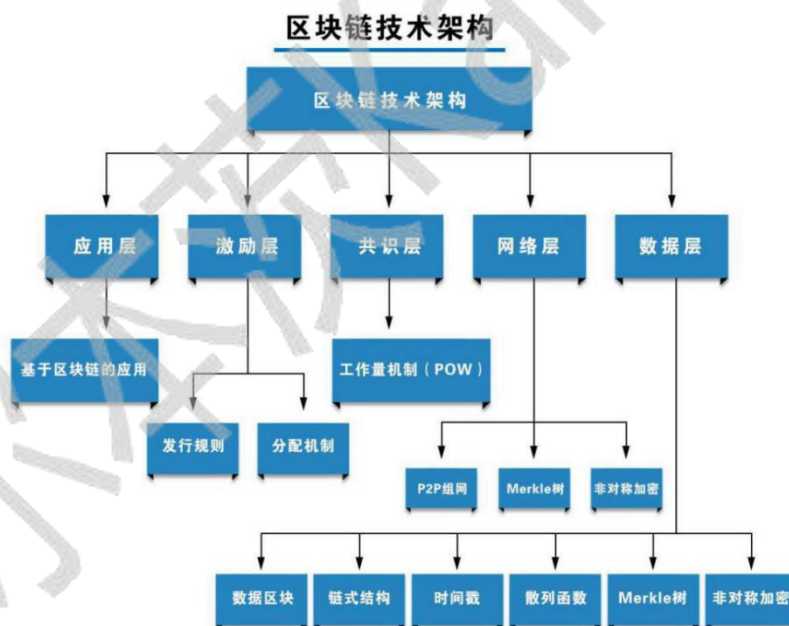 区块链技术架构
区块链技术架构
应用层
激励层
共识层
网络层
数据层
基于区块链的应用
工作量机制（POW）
发行规则
分配机制
P2P组网
Merkle树
非对称加密
数据区块
链式结构
时间戳
散列函数
Merkle树
非对称加密